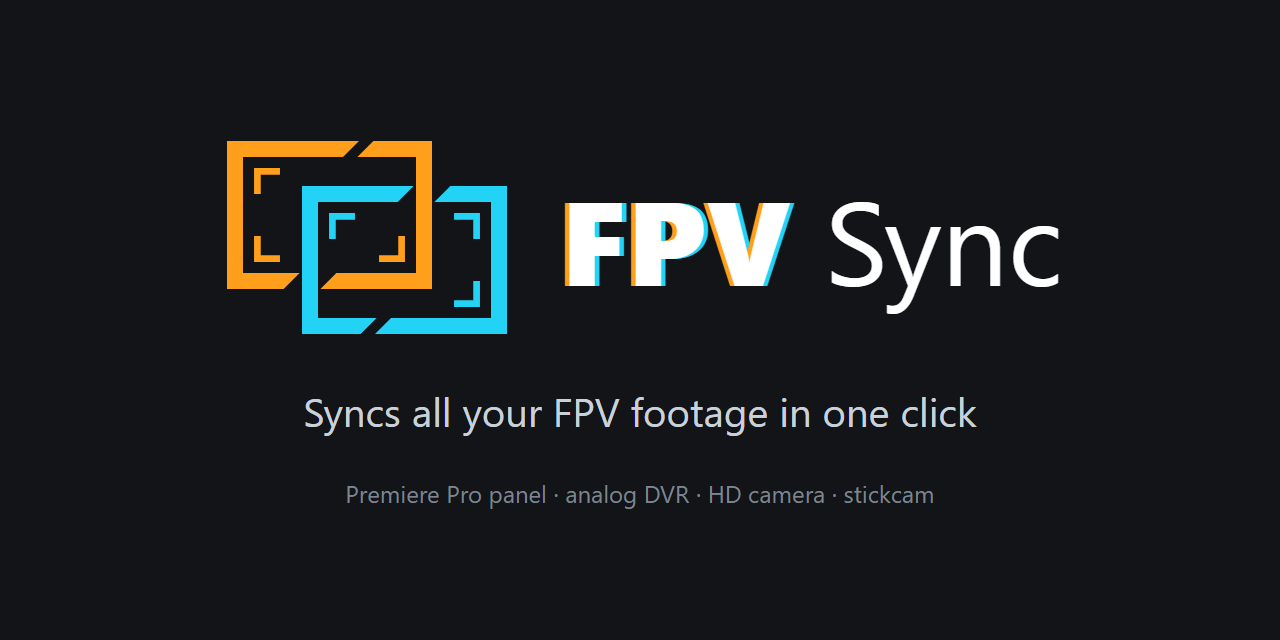 FPV Sync
Syncs all your FPV footage in one click
Premiere Pro panel · analog DVR · HD camera · stickcam